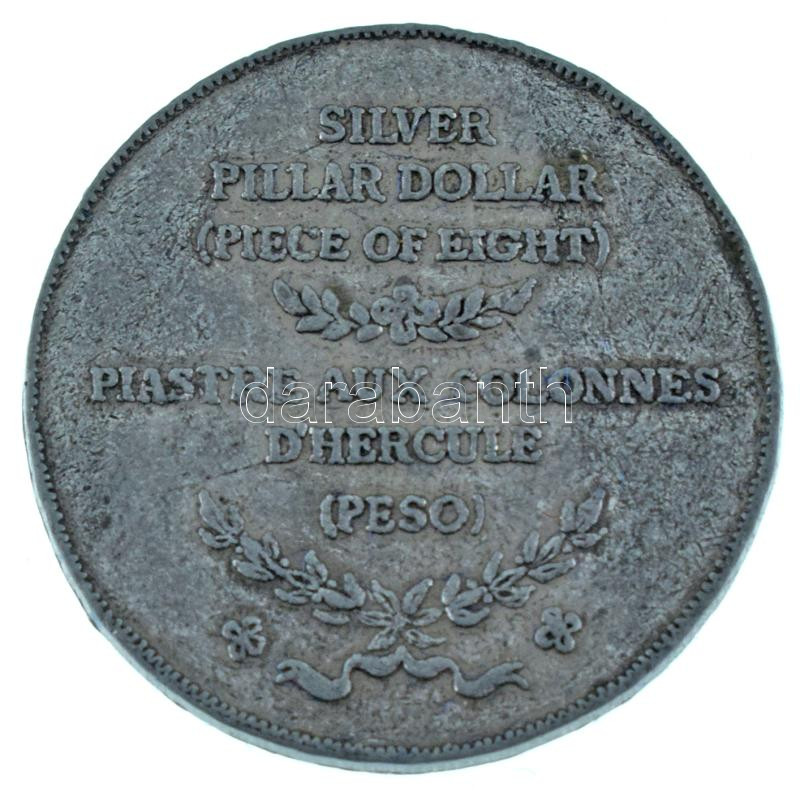 SILVER
PILLAR DOLLAR
(PIECE OF EIGHT)
PIASTRE AUX COLONNES
darabanth
D'HERCULE
(PESO)